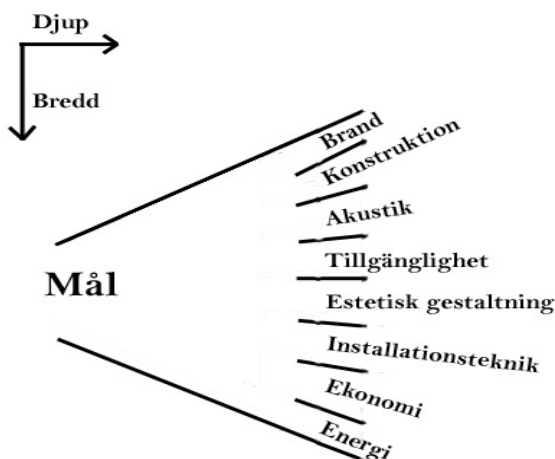 Djup
Bredd
Brand
Konstruktion
Akustik
Tillgänglighet
Mål
Estetisk gestaltning
Installationsteknik
Ekonomi
Energi